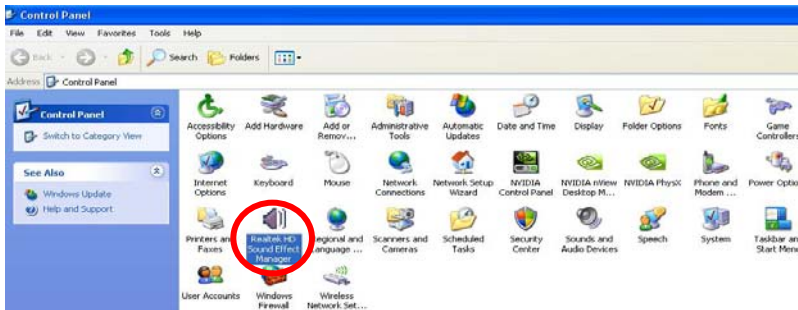 Control Panel
File Edit View Favorites Tools Help
Back Search Folders
Address Control Panel
Control Panel
Switch to Category View
See Also
Windows Update
Help and Support
Accessibility Options
Add Hardware
Add or Remov...
Administrative Tools
Automatic Updates
Date and Time
Display
Folder Options
Fonts
Game Controllers
Internet Options
Keyboard
Mouse
Network Connections
Network Setup Wizard
NVIDIA Control Panel
NVIDIA nView Desktop M...
NVIDIA PhysX
Phone and Modem ...
Power Optio
Printers an
Faxes
Realtek HD Sound Effect Manager
egional and
anguage ...
Scanners and Cameras
Scheduled Tasks
Security Center
Sounds and Audio Devices
Speech
System
Taskbar an
Start Men
User Accounts
Windows Firewall
Wireless Network Set...